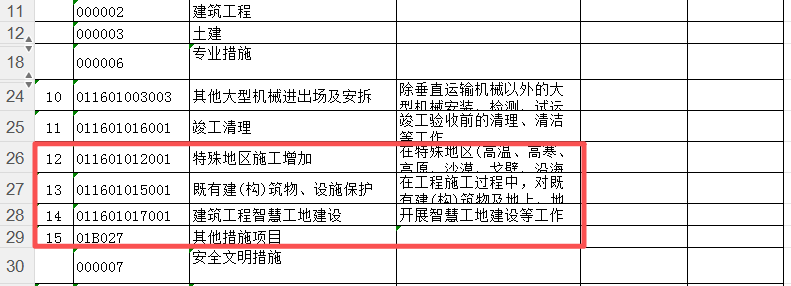 11 000002 建筑工程
12 000003 土建
18 000006 专业措施
24 10 011601003003 其他大型机械进出场及安拆 除垂直运输机械以外的大
型机械安装、检测、试运
25 11 011601016001 竣工清理 竣工验收前的清理、清洁
等工作
26 12 011601012001 特殊地区施工增加 在特殊地区(高温、高寒、
高原、沙漠、戈壁、沿海
27 13 011601015001 既有建(构)筑物、设施保护 在工程施工过程中，对既
有建(构)筑物及地上、地
28 14 011601017001 建筑工程智慧工地建设 开展智慧工地建设等工作
29 15 01B027 其他措施项目
30 000007 安全文明措施